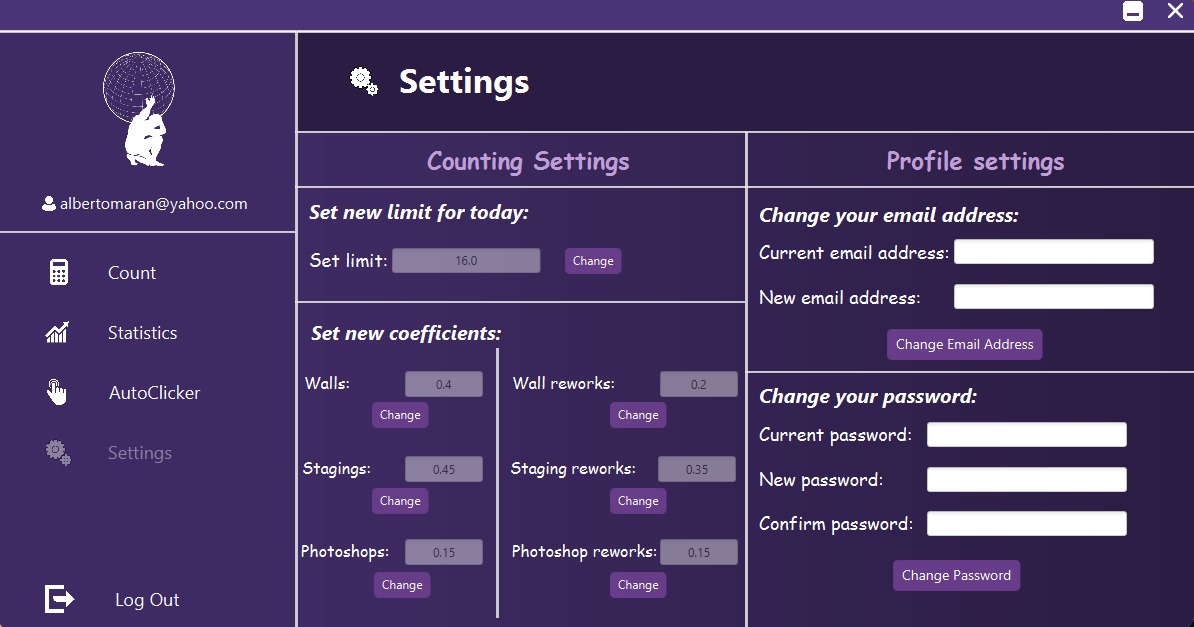 Settings
albertomaran@yahoo.com
Count
Statistics
AutoClicker
Settings
Log Out
Counting Settings
Set new limit for today:
Set limit: 16.0 Change
Set new coefficients:
Walls: 0.4
Change
Wall reworks: 0.2
Change
Stagings: 0.45
Change
Staging reworks: 0.35
Change
Photoshops: 0.15
Change
Photoshop reworks: 0.15
Change
Profile settings
Change your email address:
Current email address:
New email address:
Change Email Address
Change your password:
Current password:
New password:
Confirm password:
Change Password